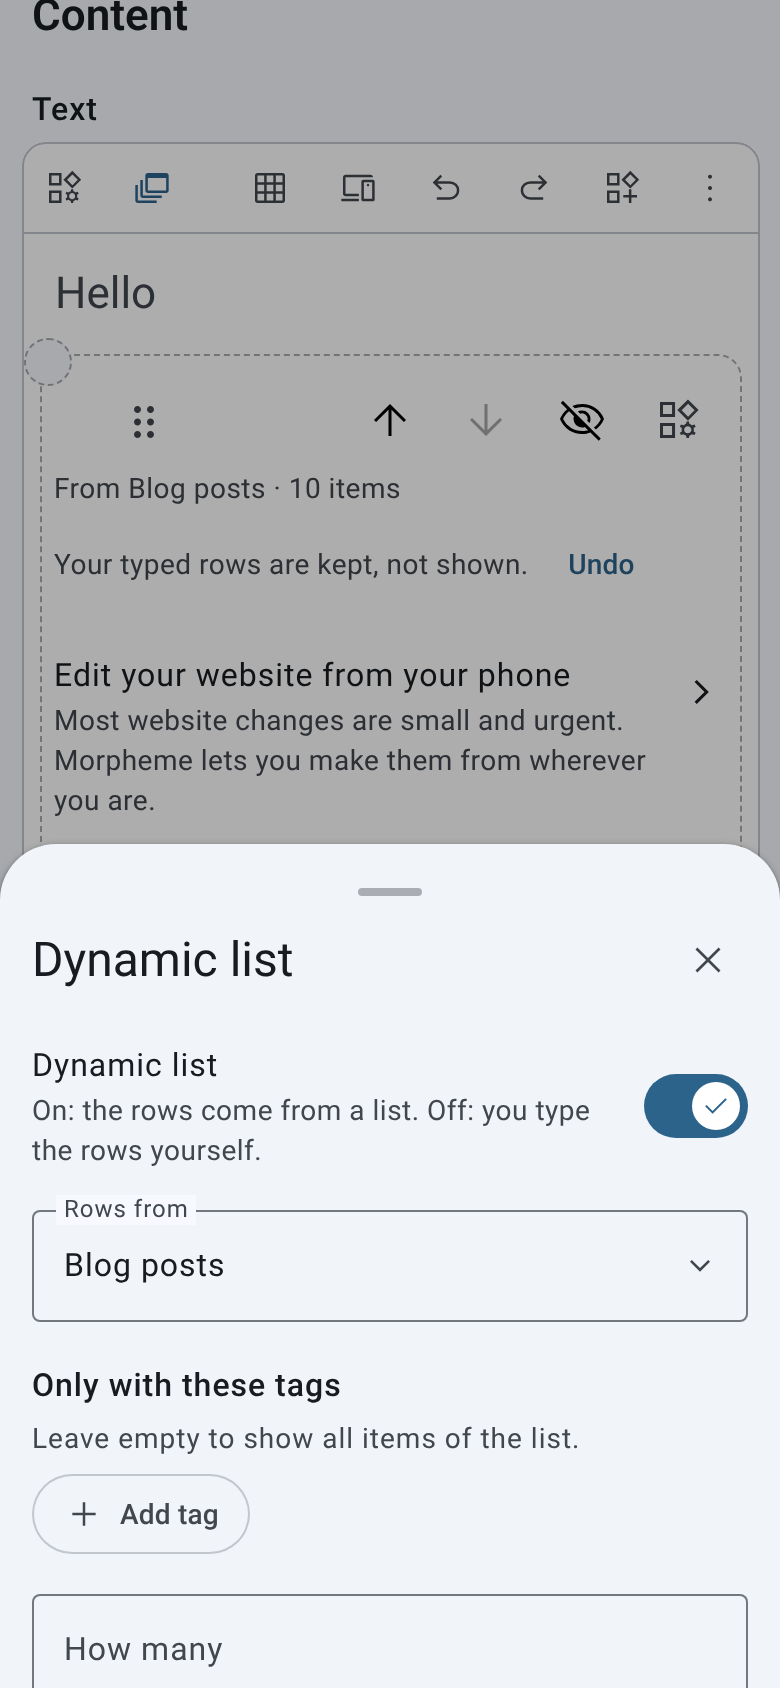 Content
Text
Hello
From Blog posts · 10 items
Your typed rows are kept, not shown. Undo
Edit your website from your phone
Most website changes are small and urgent.
Morpheme lets you make them from wherever
you are.
Dynamic list
Dynamic list
On: the rows come from a list. Off: you type
the rows yourself.
Rows from
Blog posts
Only with these tags
Leave empty to show all items of the list.
Add tag
How many